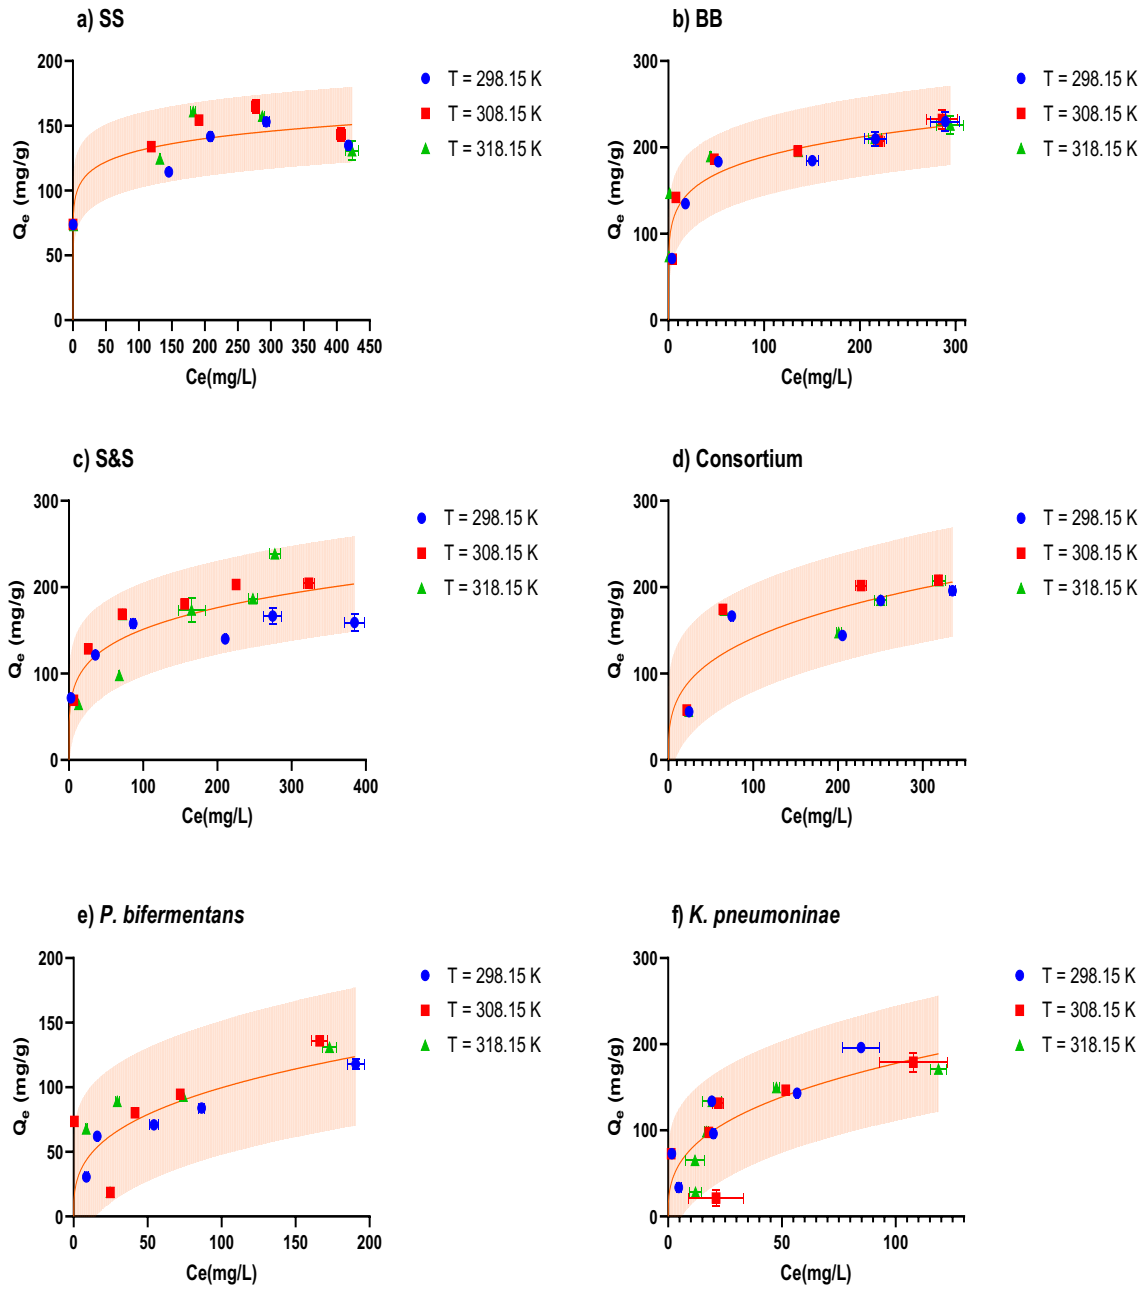 a) SS
200
150
100
50
0
Q_e (mg/g)
0 50 100 150 200 250 300 350 400 450
Ce(mg/L)
T = 298.15 K
T = 308.15 K
T = 318.15 K
b) BB
300
200
100
0
Q_e (mg/g)
0 100 200 300
Ce(mg/L)
T = 298.15 K
T = 308.15 K
T = 318.15 K
c) S&S
300
200
100
0
Q_e (mg/g)
0 100 200 300 400
Ce(mg/L)
T = 298.15 K
T = 308.15 K
T = 318.15 K
d) Consortium
300
200
100
0
Q_e (mg/g)
0 100 200 300
Ce(mg/L)
T = 298.15 K
T = 308.15 K
T = 318.15 K
e) P. bifermentans
200
150
100
50
0
Q_e (mg/g)
0 50 100 150 200
Ce(mg/L)
T = 298.15 K
T = 308.15 K
T = 318.15 K
f) K. pneumoninae
300
200
100
0
Q_e (mg/g)
0 50 100
Ce(mg/L)
T = 298.15 K
T = 308.15 K
T = 318.15 K